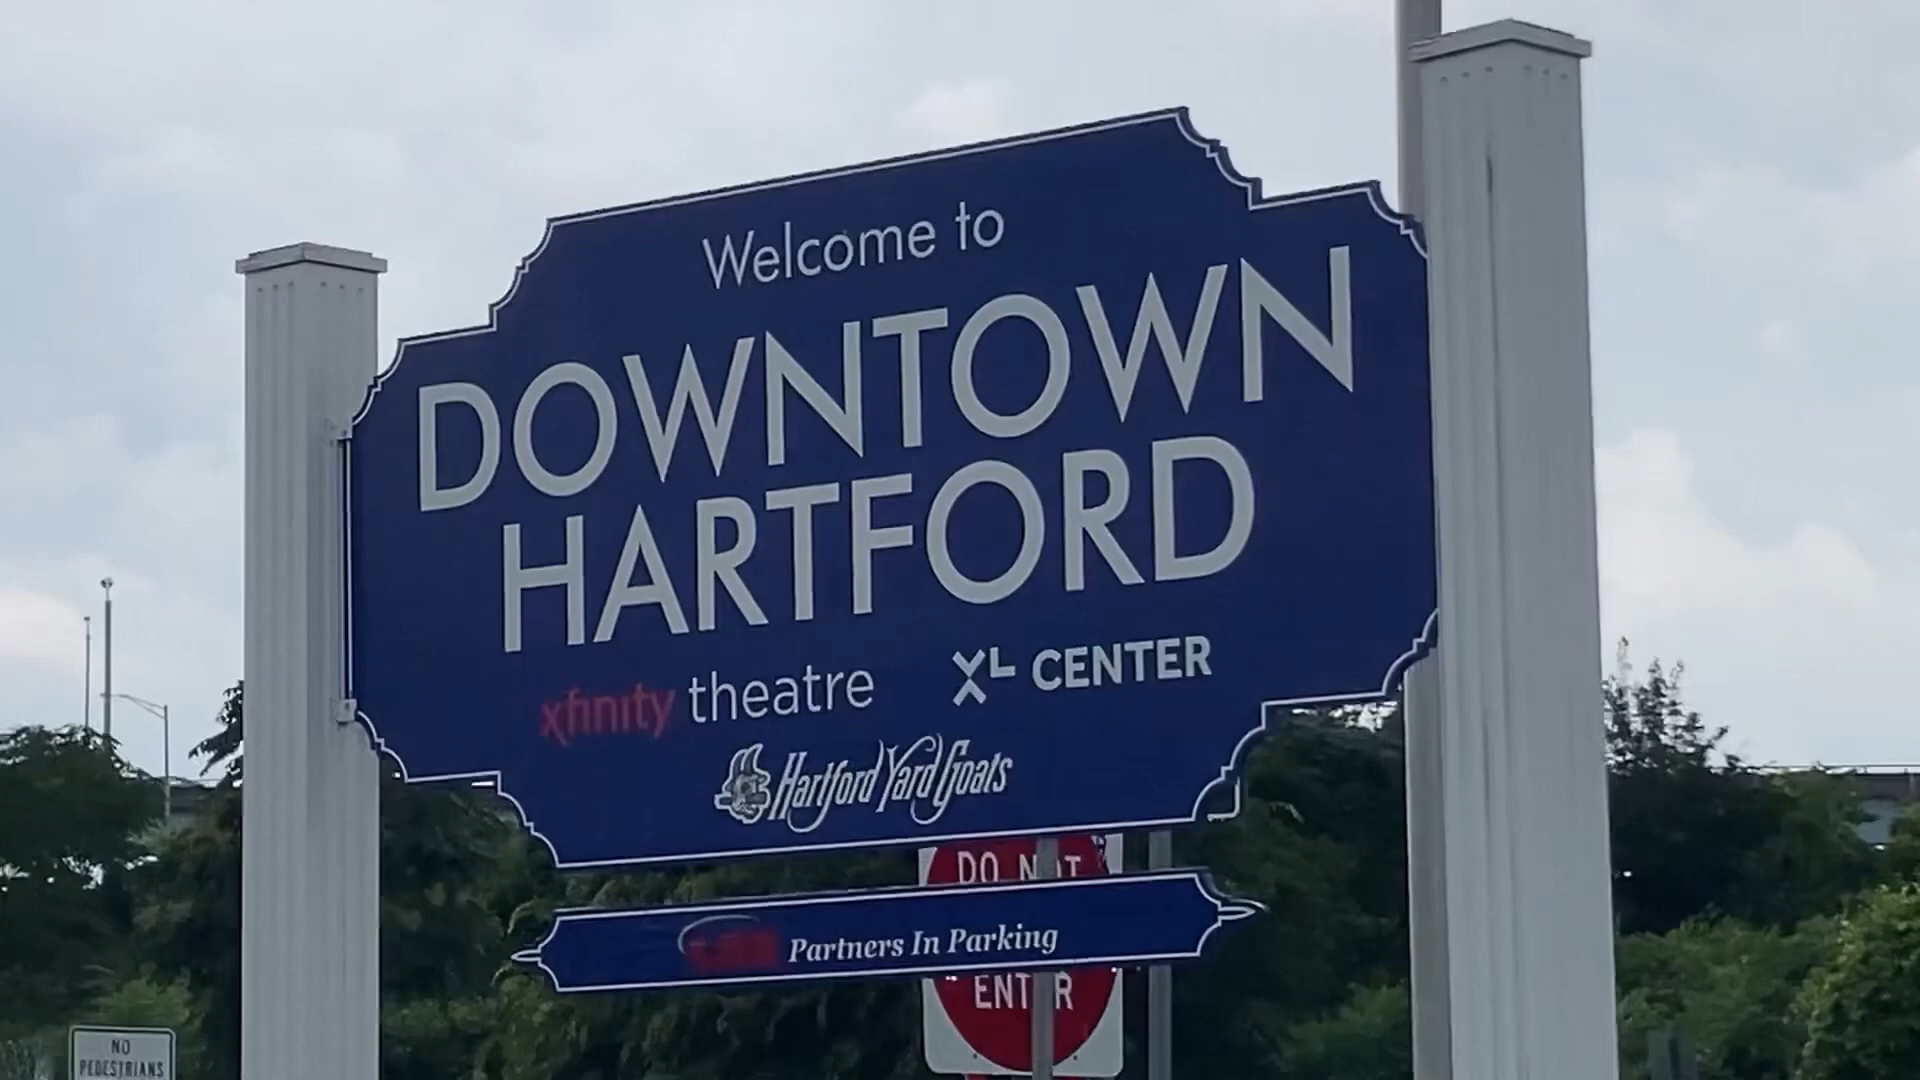 Welcome to
DOWNTOWN
HARTFORD
xfinity theatre XL CENTER
Hartford Yard Goats
DO NOT
Partners In Parking
ENTER
NO
PEDESTRIANS